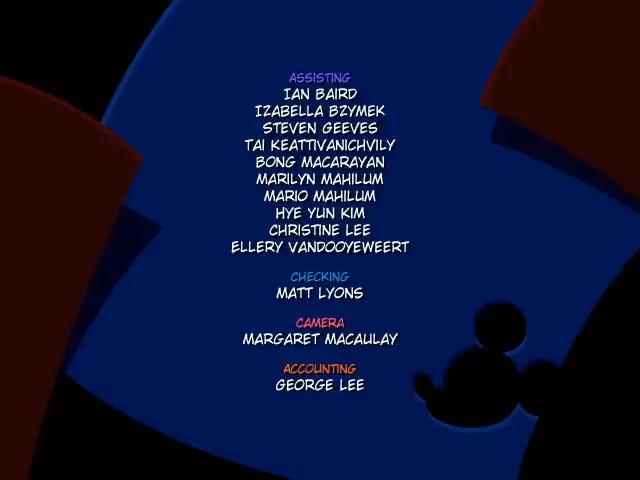 ASSISTING
IAN BAIRD
IZABELLA BZYMEK
STEVEN GEEVES
TAI KEATTIVANICHVILY
BONG MACARAYAN
MARILYN MAHILUM
MARIO MAHILUM
HYE YUN KIM
CHRISTINE LEE
ELLERY VANDOOYEWEERT
CHECKING
MATT LYONS
CAMERA
MARGARET MACAULAY
ACCOUNTING
GEORGE LEE